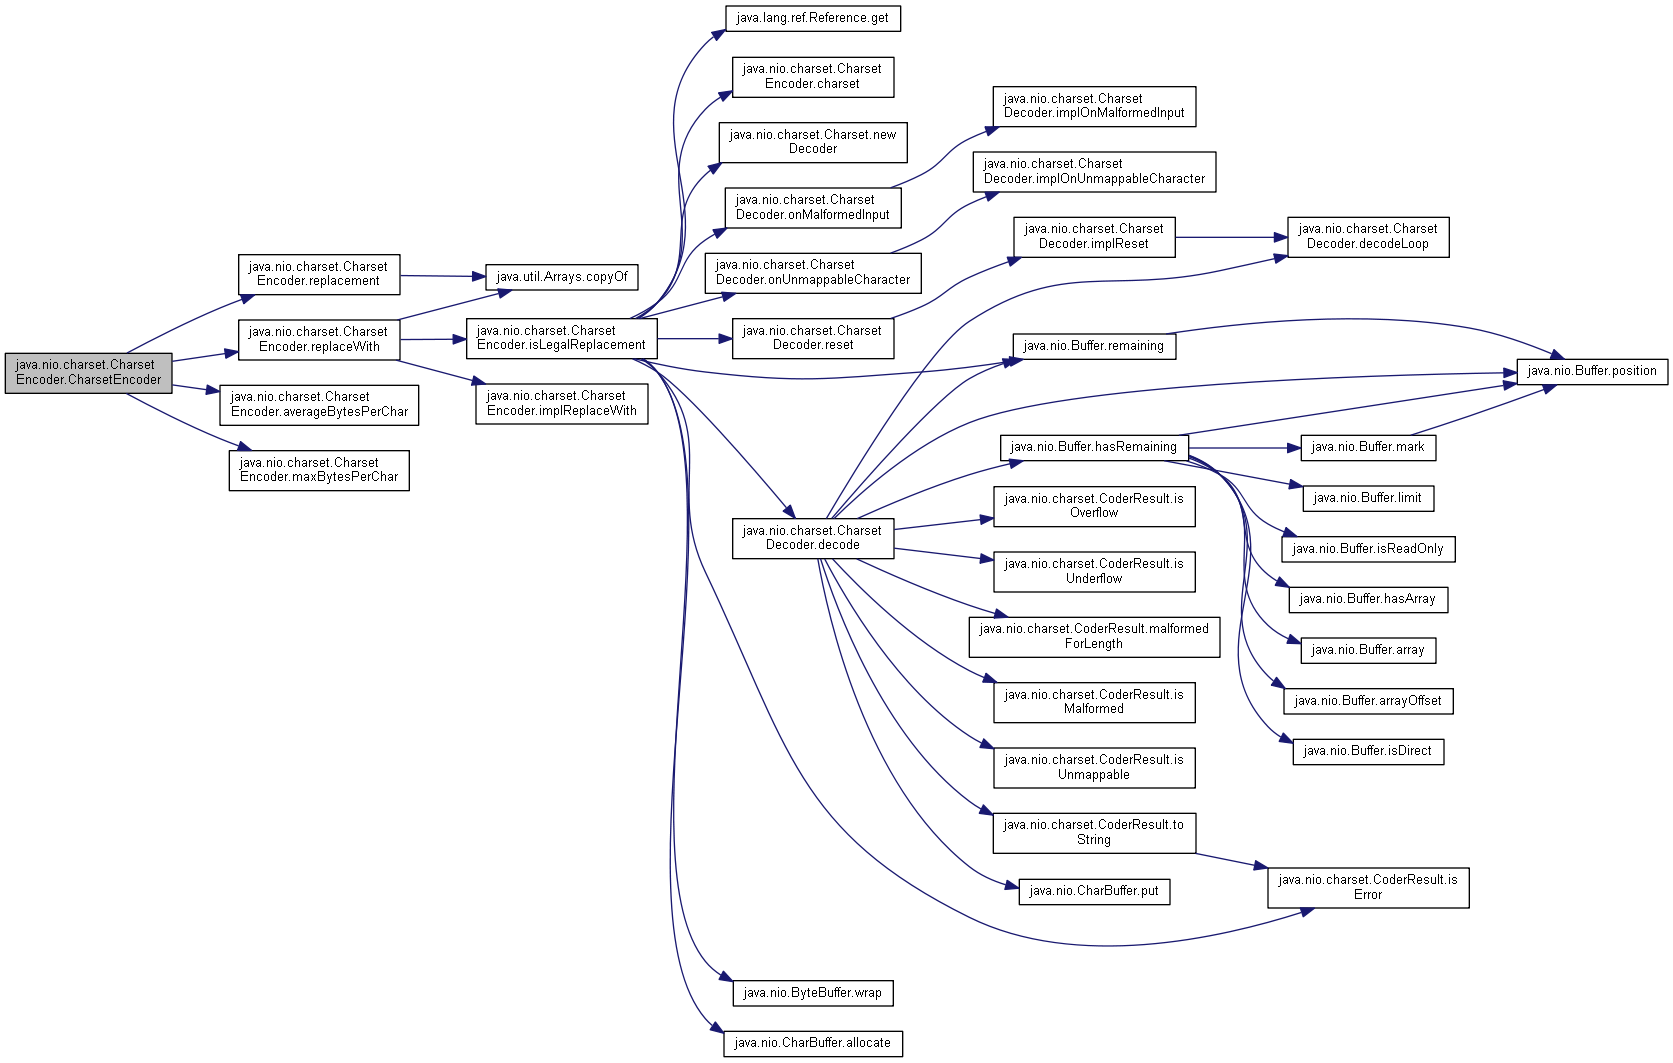 java.lang.ref.Reference.get
java.nio.charset.Charset
Encoder.charset
java.nio.charset.Charset.new
Decoder
java.nio.charset.Charset
Decoder.onMalformedInput
java.nio.charset.Charset
Decoder.implOnMalformedInput
java.nio.charset.Charset
Decoder.implOnUnmappableCharacter
java.nio.charset.Charset
Decoder.implReset
java.nio.charset.Charset
Decoder.decodeLoop
java.nio.charset.Charset
Encoder.replacement
java.util.Arrays.copyOf
java.nio.charset.Charset
Decoder.onUnmappableCharacter
java.nio.charset.Charset
Encoder.CharsetEncoder
java.nio.charset.Charset
Encoder.replaceWith
java.nio.charset.Charset
Encoder.isLegalReplacement
java.nio.charset.Charset
Decoder.reset
java.nio.Buffer.remaining
java.nio.Buffer.position
java.nio.charset.Charset
Encoder.averageBytesPerChar
java.nio.charset.Charset
Encoder.implReplaceWith
java.nio.charset.Charset
Encoder.maxBytesPerChar
java.nio.Buffer.hasRemaining
java.nio.Buffer.mark
java.nio.Buffer.limit
java.nio.charset.CoderResult.is
Overflow
java.nio.charset.Charset
Decoder.decode
java.nio.Buffer.isReadOnly
java.nio.charset.CoderResult.is
Underflow
java.nio.Buffer.hasArray
java.nio.charset.CoderResult.malformed
ForLength
java.nio.Buffer.array
java.nio.charset.CoderResult.is
Malformed
java.nio.Buffer.arrayOffset
java.nio.charset.CoderResult.is
Unmappable
java.nio.Buffer.isDirect
java.nio.charset.CoderResult.to
String
java.nio.charset.CoderResult.is
Error
java.nio.CharBuffer.put
java.nio.ByteBuffer.wrap
java.nio.CharBuffer.allocate